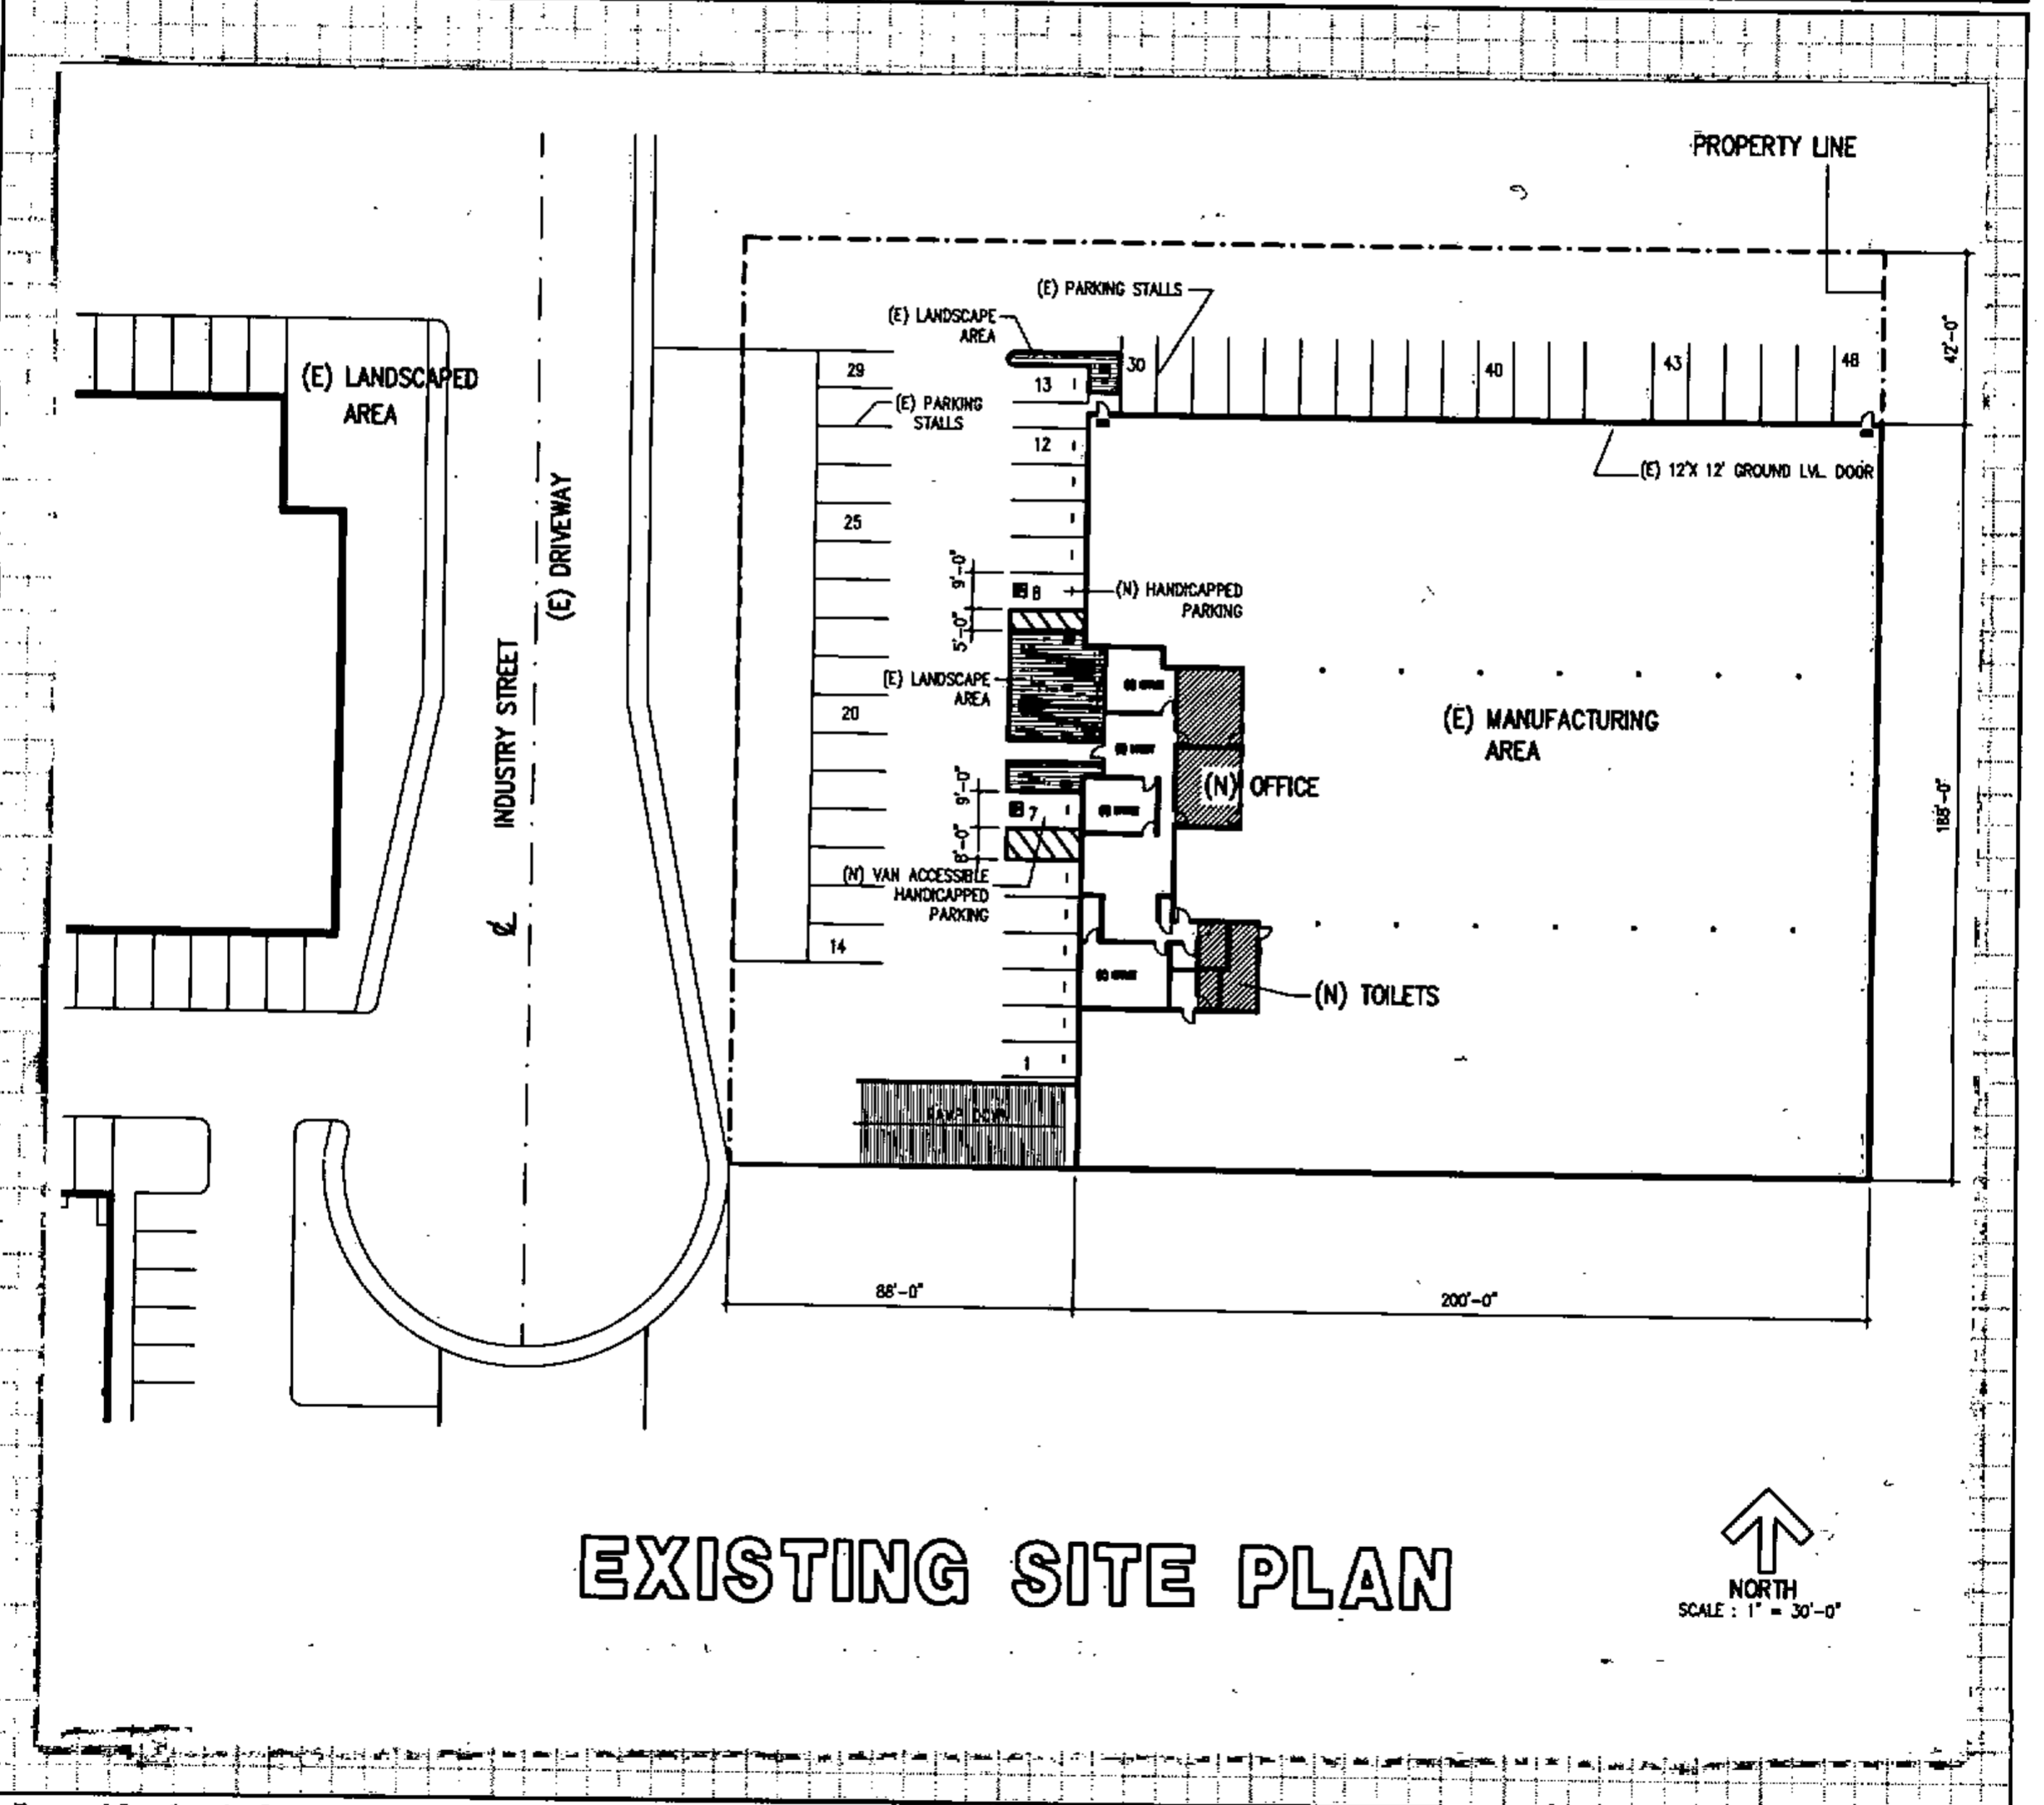 PROPERTY LINE
(E) PARKING STALLS
(E) LANDSCAPE
AREA
42'-0"
29
13
30
40
43
48
(E) LANDSCAPED
AREA
(E) PARKING
STALLS
12
(E) 12'X 12' GROUND LVL. DOOR
25
(E) DRIVEWAY
9'-0"
8
(N) HANDICAPPED
PARKING
5'-0"
(E) LANDSCAPE
AREA
20
(E) MANUFACTURING
AREA
INDUSTRY STREET
(N) OFFICE
9'-0"
7
188'-0"
8'-0"
(N) VAN ACCESSIBLE
HANDICAPPED
PARKING
14
(N) TOILETS
1
RAMP DOWN
88'-0"
200'-0"
EXISTING SITE PLAN
NORTH
SCALE : 1" = 30'-0"